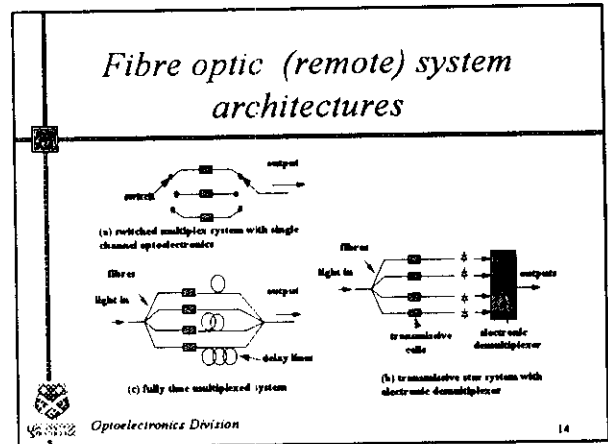 Fibre optic (remote) system
architectures
output
switch
(a) switched multiplex system with single
channel optoelectronics
fibres
light in
output
delay lines
(c) fully time multiplexed system
fibres
light in
outputs
transmissive
cells
electronic
demultiplexer
(b) transmissive star system with
electronic demultiplexor
Optoelectronics Division
14